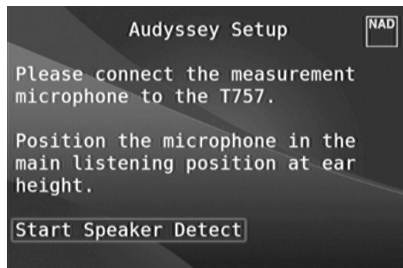 Audyssey Setup
NAD
Please connect the measurement
microphone to the T757.
Position the microphone in the
main listening position at ear
height.
Start Speaker Detect